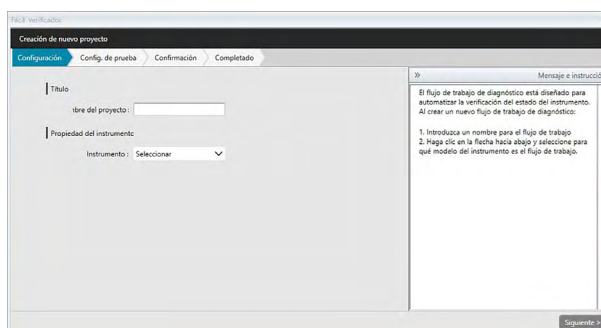 Fácil verificados
Creación de nuevo proyecto
Configuración
Config. de prueba
Confirmación
Completado
Título
nbre del proyecto :
Propiedad del instrumento
Instrumento : Seleccionar
» Mensaje e instrucció
El flujo de trabajo de diagnóstico está diseñado para
automatizar la verificación del estado del instrumento.
Al crear un nuevo flujo de trabajo de diagnóstico:
1. Introduzca un nombre para el flujo de trabajo
2. Haga clic en la flecha hacia abajo y seleccione para
qué modelo del instrumento es el flujo de trabajo.
Siguiente >